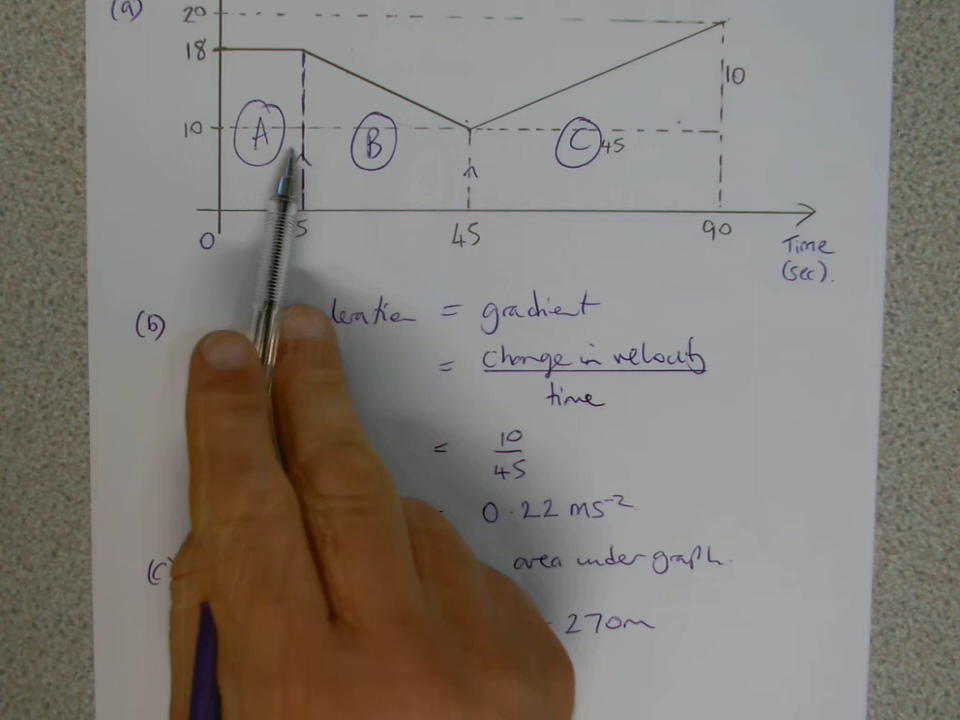 (a)
20
18
10
10
A
B
C 45
0
5
45
90
Time
(sec).
(b)
= gradient
= change in velocity
time
= 10
45
0.22 ms⁻²
(c)
area under graph.
270m